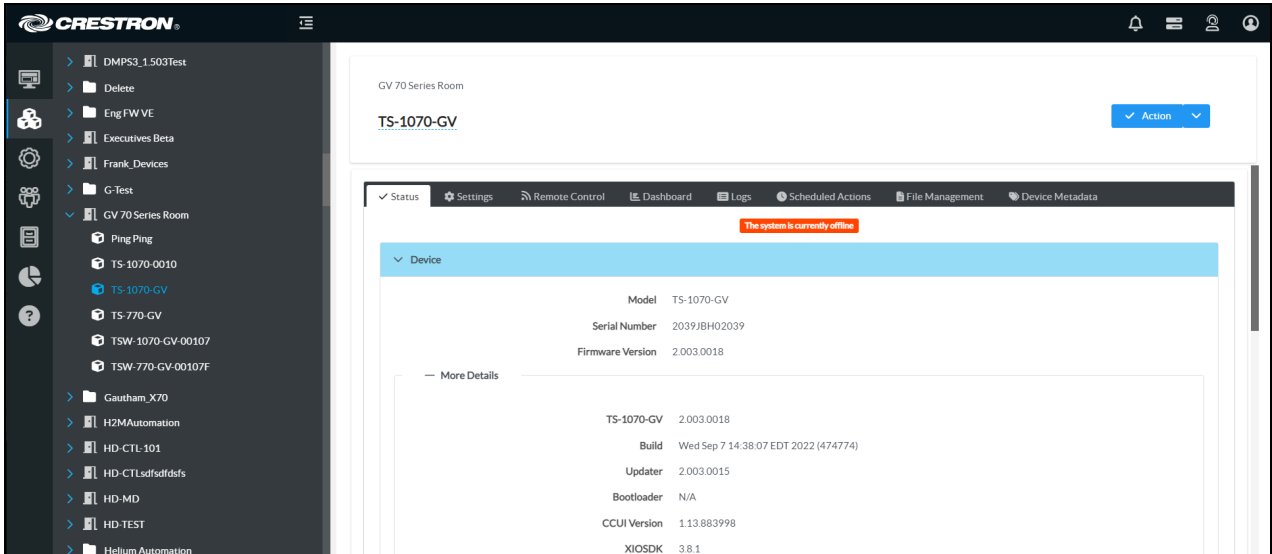 CRESTRON®
DMPS3_1.503Test
Delete
Eng FW VE
Executives Beta
Frank_Devices
G-Test
GV 70 Series Room
Ping Ping
TS-1070-0010
TS-1070-GV
TS-770-GV
TSW-1070-GV-00107
TSW-770-GV-00107F
Gautham_X70
H2MAutomation
HD-CTL-101
HD-CTLsdfsdfdsfs
HD-MD
HD-TEST
Helium Automation
GV 70 Series Room
TS-1070-GV
Action
Status Settings Remote Control Dashboard Logs Scheduled Actions File Management Device Metadata
The system is currently offline
Device
Model TS-1070-GV
Serial Number 2039JBH02039
Firmware Version 2.003.0018
More Details
TS-1070-GV 2.003.0018
Build Wed Sep 7 14:38:07 EDT 2022 (474774)
Updater 2.003.0015
Bootloader N/A
CCUI Version 1.13.883998
XIOSDK 3.8.1